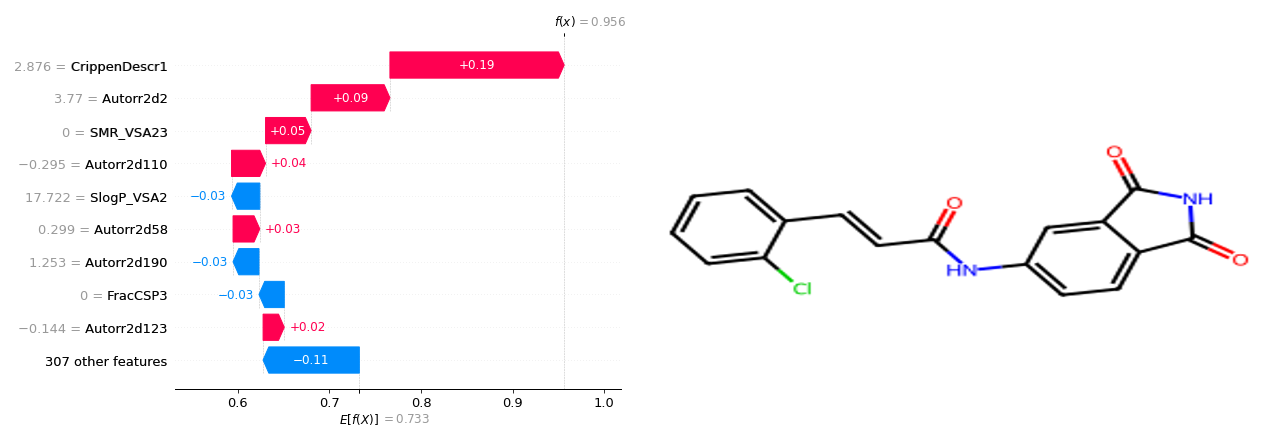 f(x) = 0.956
2.876 = CrippenDescr1 +0.19
3.77 = Autorr2d2 +0.09
0 = SMR_VSA23 +0.05
−0.295 = Autorr2d110 +0.04
17.722 = SlogP_VSA2 −0.03
0.299 = Autorr2d58 +0.03
1.253 = Autorr2d190 −0.03
0 = FracCSP3 −0.03
−0.144 = Autorr2d123 +0.02
307 other features −0.11
0.6 0.7 0.8 0.9 1.0
E[f(X)] = 0.733
O
NH
O
O
HN
Cl